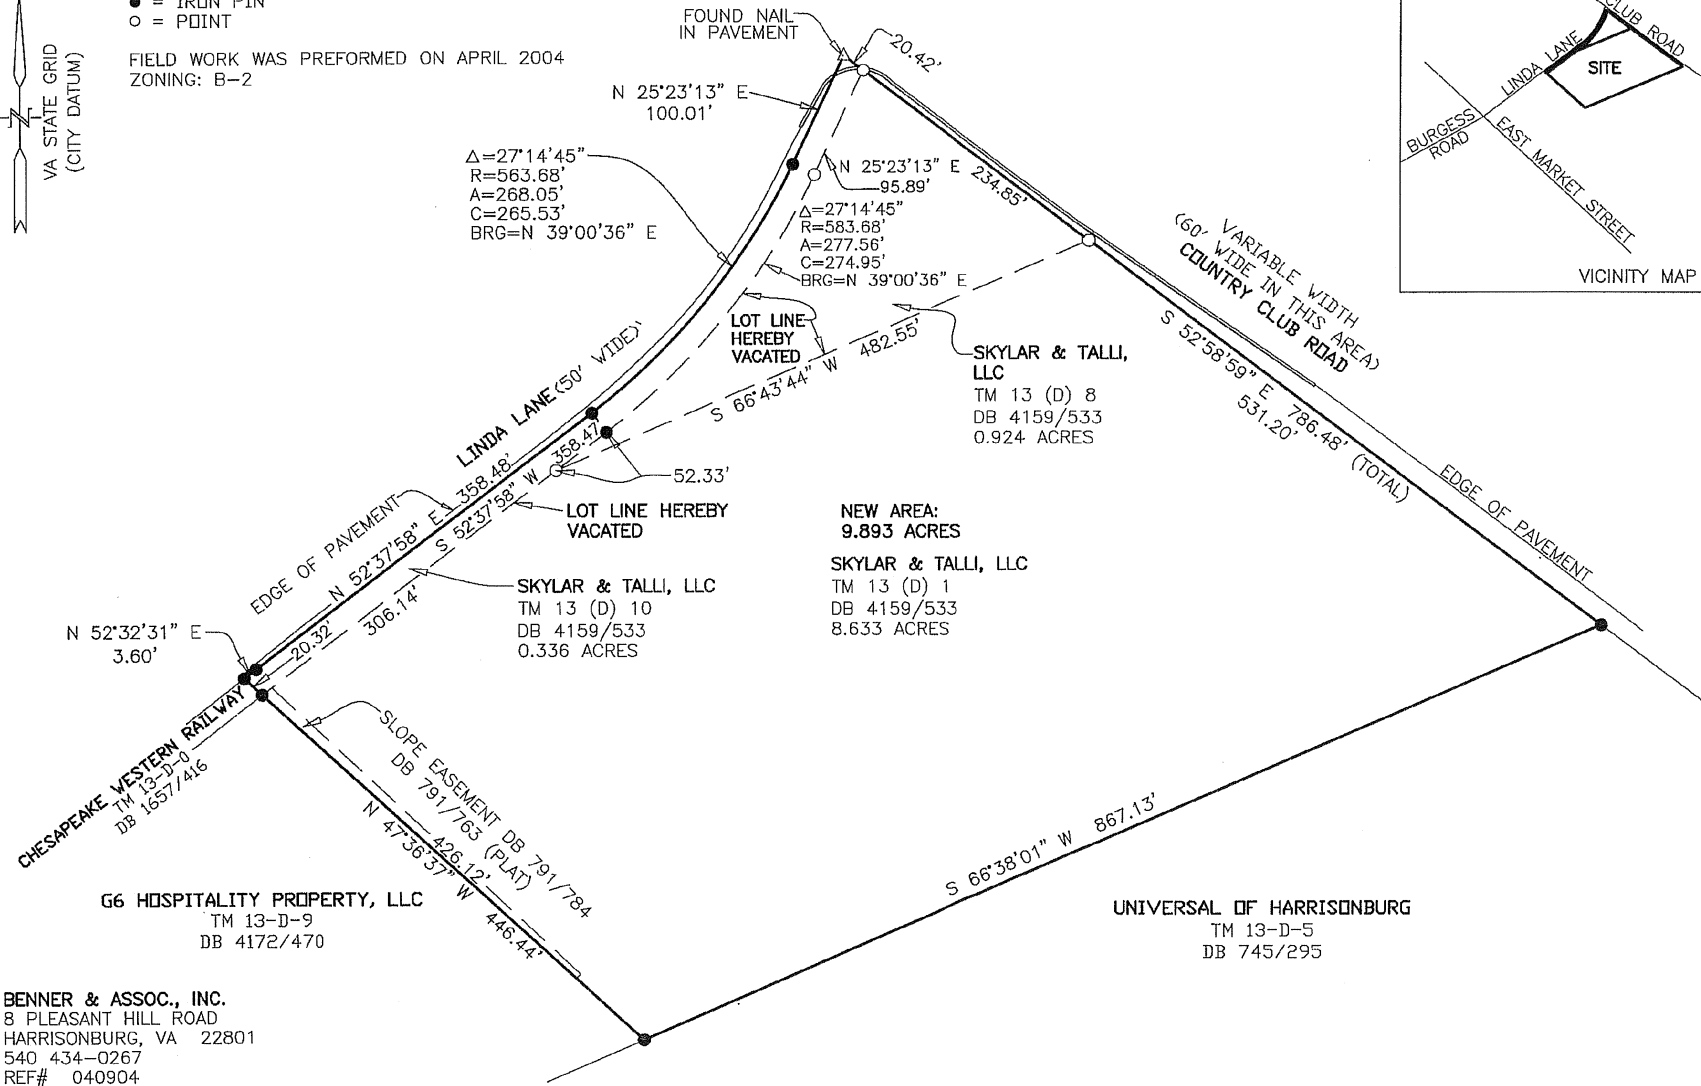 ● = IRON PIN
○ = POINT
FIELD WORK WAS PREFORMED ON APRIL 2004
ZONING: B-2
VA STATE GRID
(CITY DATUM)
N
FOUND NAIL
IN PAVEMENT
20.42'
N 25°23'13" E
100.01'
Δ=27°14'45"
R=563.68'
A=268.05'
C=265.53'
BRG=N 39°00'36" E
N 25°23'13" E
95.89'
234.85'
Δ=27°14'45"
R=583.68'
A=277.56'
C=274.95'
BRG=N 39°00'36" E
LOT LINE
HEREBY
VACATED
S 66°43'44" W 482.55'
SKYLAR & TALLI,
LLC
TM 13 (D) 8
DB 4159/533
0.924 ACRES
VARIABLE WIDTH
(60' WIDE IN THIS AREA)
COUNTRY CLUB ROAD
S 52°58'59" E 786.48' (TOTAL)
531.20'
EDGE OF PAVEMENT
CLUB ROAD
LINDA LANE
SITE
BURGESS
ROAD
EAST MARKET STREET
VICINITY MAP
LINDA LANE (50' WIDE)
EDGE OF PAVEMENT
N 52°37'58" E 358.48'
S 52°37'58" W 358.47'
52.33'
306.14'
20.32'
LOT LINE HEREBY
VACATED
N 52°32'31" E
3.60'
SKYLAR & TALLI, LLC
TM 13 (D) 10
DB 4159/533
0.336 ACRES
NEW AREA:
9.893 ACRES
SKYLAR & TALLI, LLC
TM 13 (D) 1
DB 4159/533
8.633 ACRES
CHESAPEAKE WESTERN RAILWAY
TM 13-D-0
DB 1657/416
SLOPE EASEMENT DB 791/784
DB 791/763 (PLAT)
426.12'
N 47°36'37" W 446.44'
S 66°38'01" W 867.13'
G6 HOSPITALITY PROPERTY, LLC
TM 13-D-9
DB 4172/470
UNIVERSAL OF HARRISONBURG
TM 13-D-5
DB 745/295
BENNER & ASSOC., INC.
8 PLEASANT HILL ROAD
HARRISONBURG, VA 22801
540 434-0267
REF# 040904